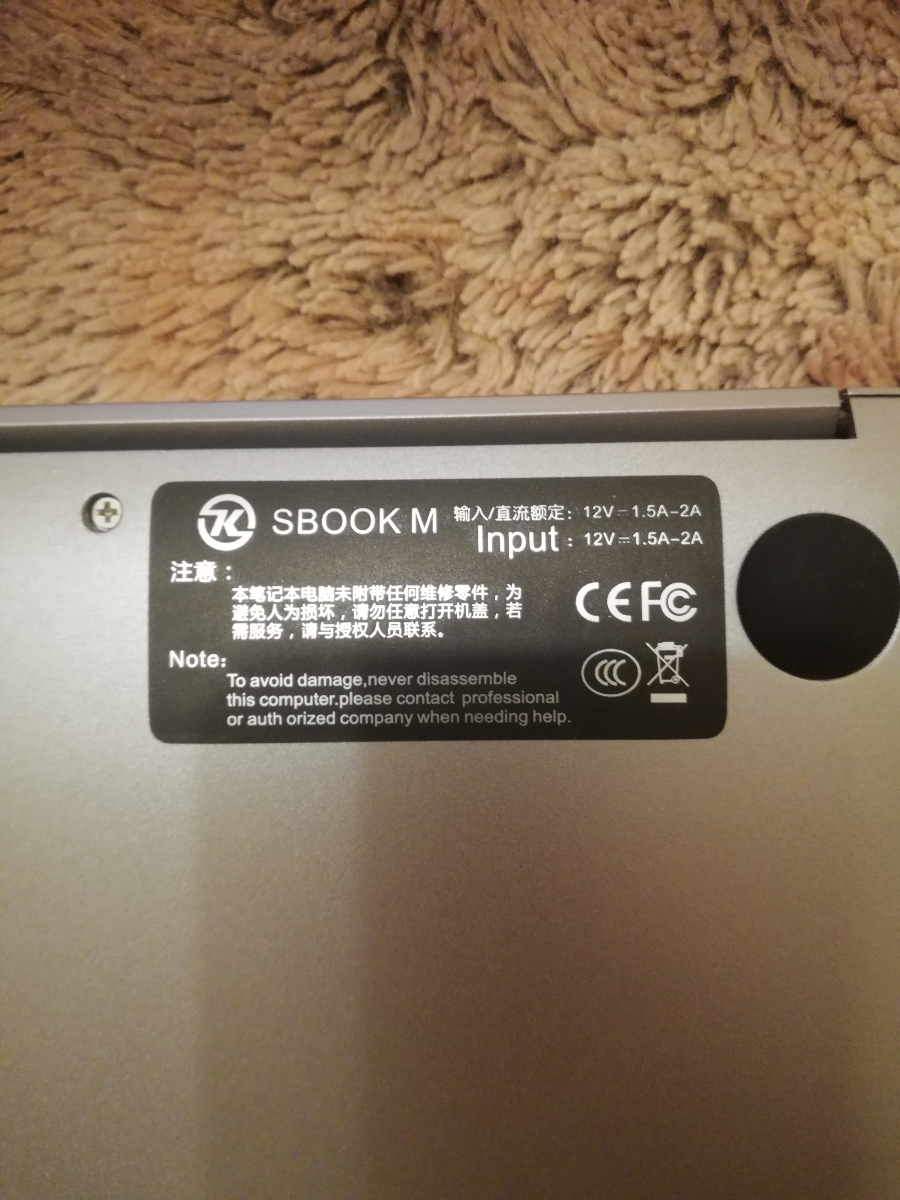 SBOOK M
输入/直流额定：12V⎓1.5A-2A
Input：12V⎓1.5A-2A
注意：
本笔记本电脑未附带任何维修零件，为
避免人为损坏，请勿任意打开机盖，若
需服务，请与授权人员联系。
Note:
To avoid damage,never disassemble
this computer.please contact professional
or auth orized company when needing help.
CE FC
CCC